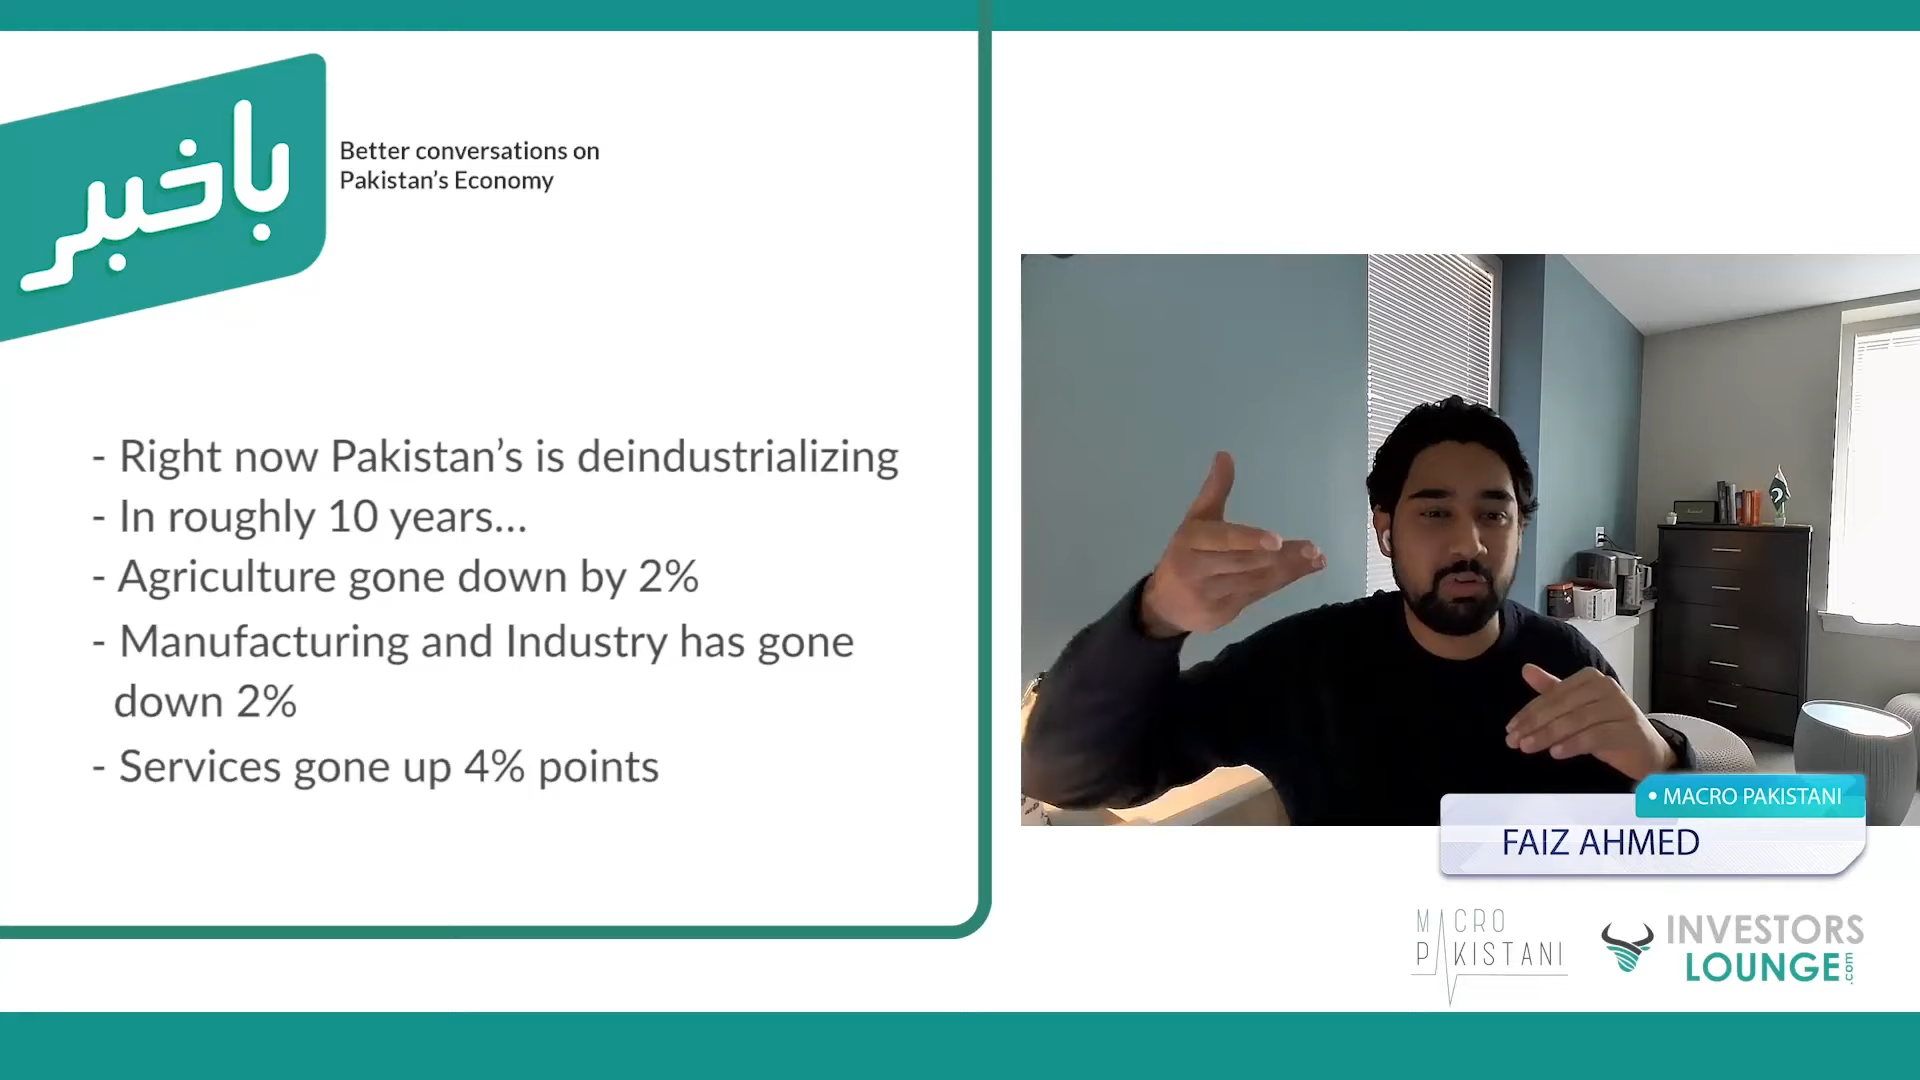 باخبر
Better conversations on
Pakistan’s Economy
- Right now Pakistan’s is deindustrializing
- In roughly 10 years...
- Agriculture gone down by 2%
- Manufacturing and Industry has gone
down 2%
- Services gone up 4% points
• MACRO PAKISTANI
FAIZ AHMED
MACRO
PAKISTANI
INVESTORS
LOUNGE.com